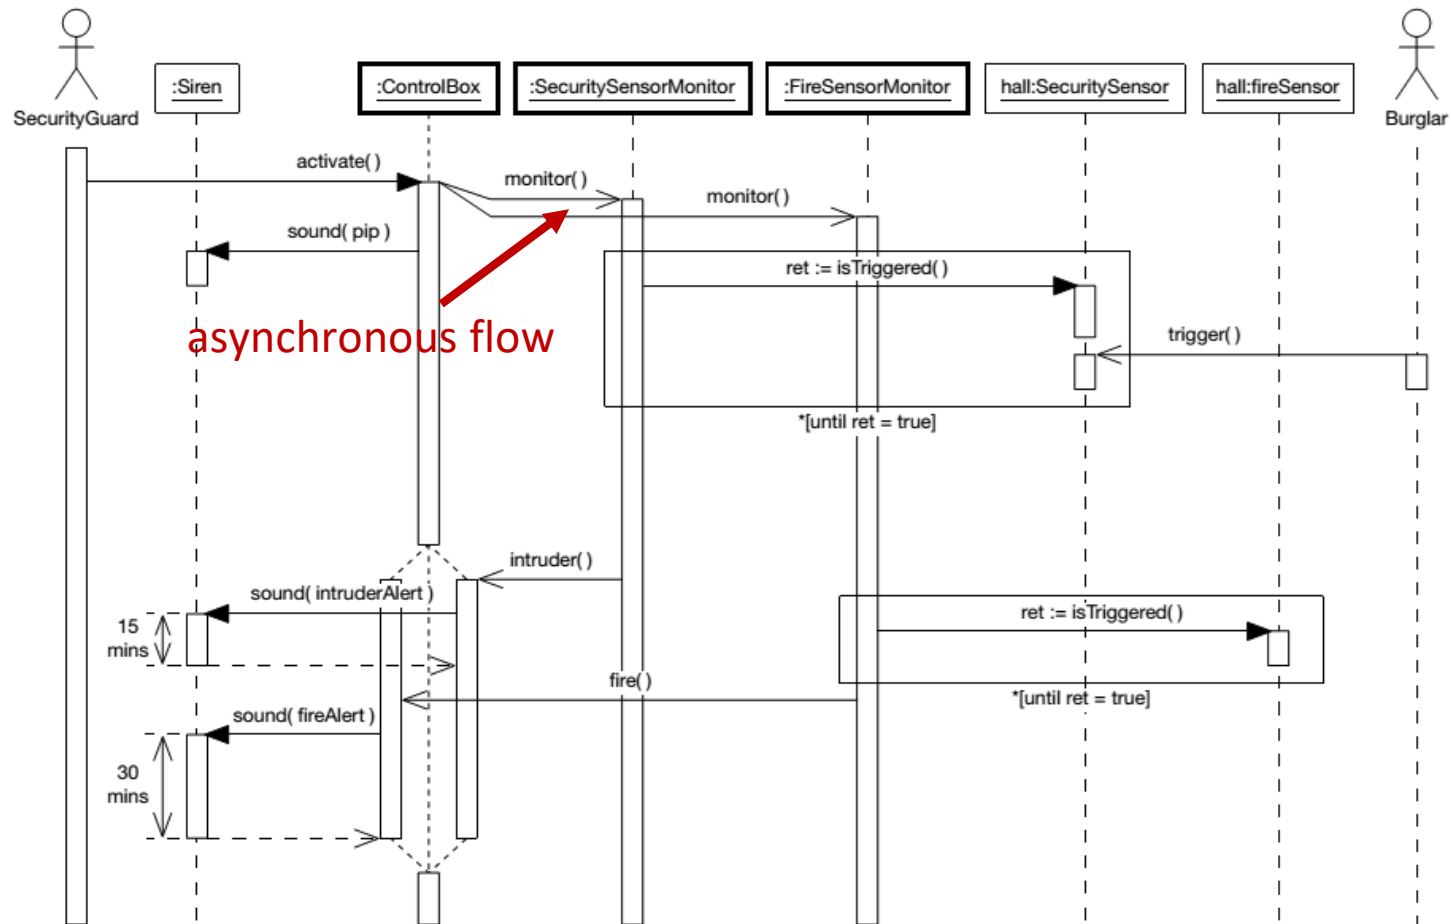 SecurityGuard
:Siren
:ControlBox
:SecuritySensorMonitor
:FireSensorMonitor
hall:SecuritySensor
hall:fireSensor
Burglar
activate( )
monitor( )
monitor( )
sound( pip )
ret := isTriggered( )
asynchronous flow
trigger( )
*[until ret = true]
intruder( )
sound( intruderAlert )
ret := isTriggered( )
15
mins
fire( )
*[until ret = true]
sound( fireAlert )
30
mins